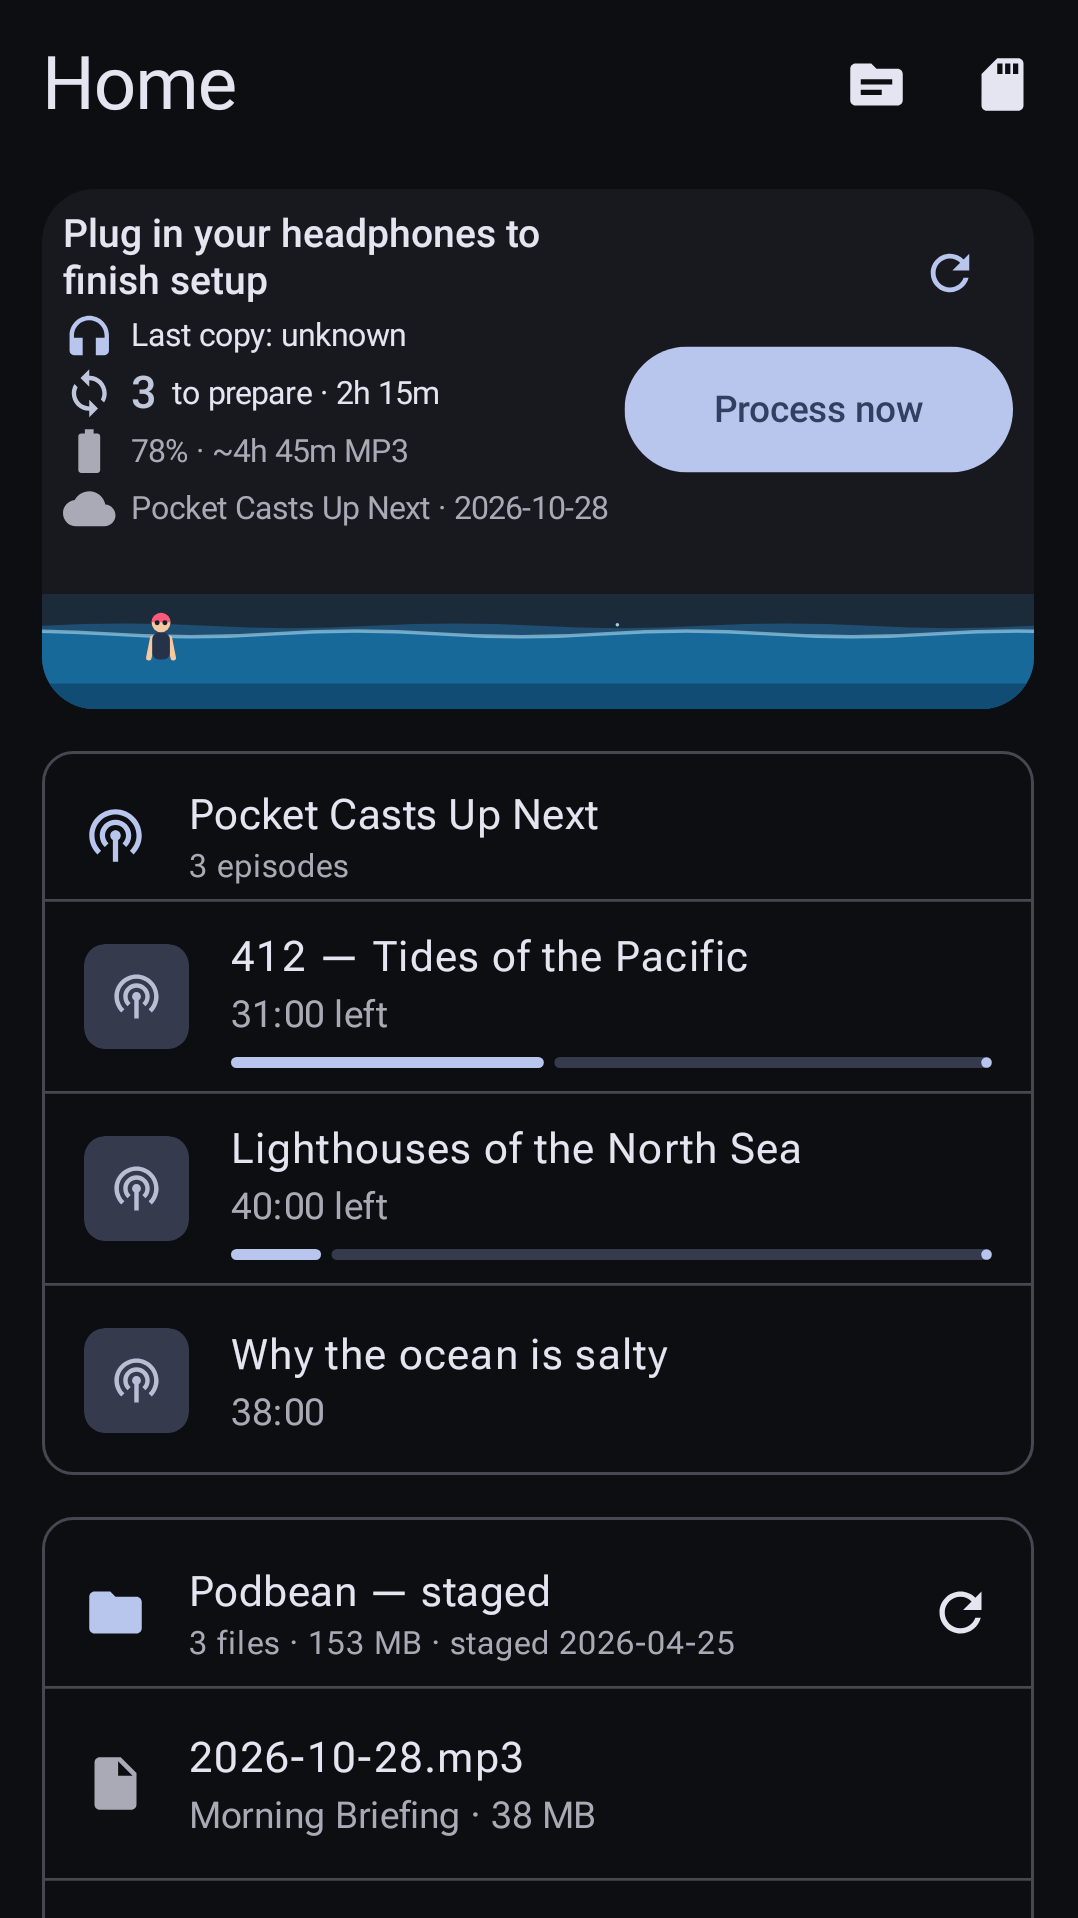 Home
Plug in your headphones to
finish setup
Last copy: unknown
3 to prepare · 2h 15m
78% · ~4h 45m MP3
Pocket Casts Up Next · 2026-10-28
Process now
Pocket Casts Up Next
3 episodes
412 — Tides of the Pacific
31:00 left
Lighthouses of the North Sea
40:00 left
Why the ocean is salty
38:00
Podbean — staged
3 files · 153 MB · staged 2026-04-25
2026-10-28.mp3
Morning Briefing · 38 MB